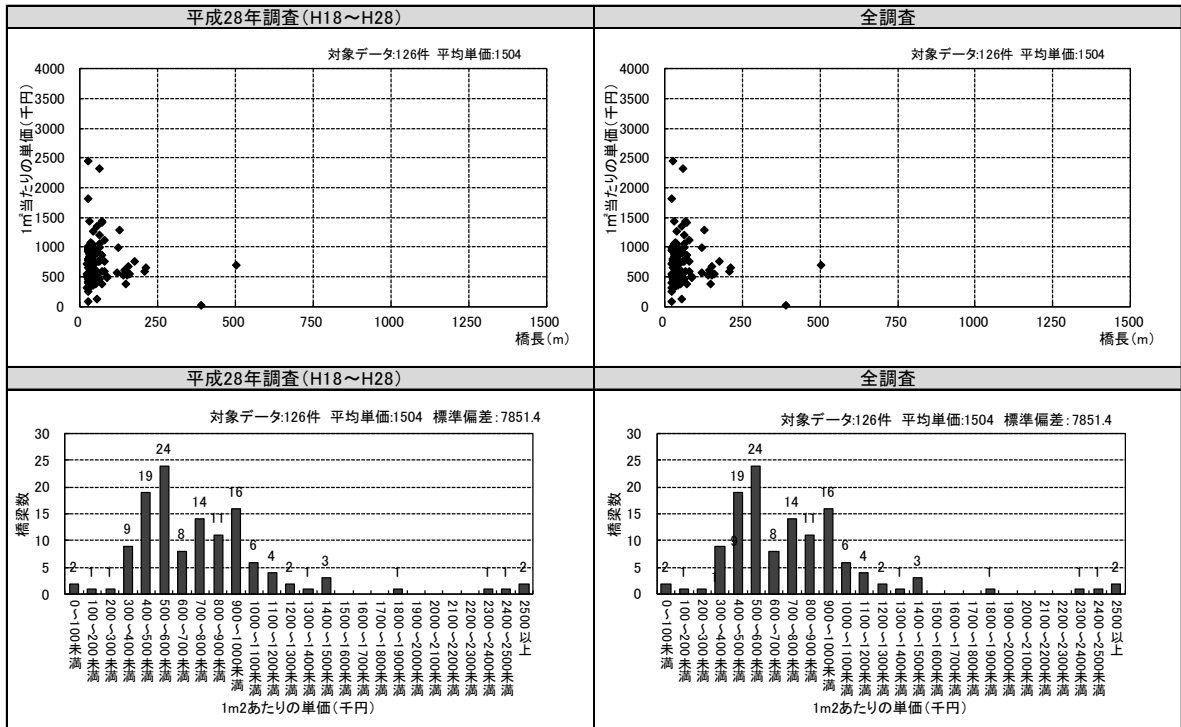 平成28年調査(H18～H28)
全調査
対象データ:126件 平均単価:1504
1㎡当たりの単価(千円)
4000
3500
3000
2500
2000
1500
1000
500
0
0 250 500 750 1000 1250 1500
橋長(m)
対象データ:126件 平均単価:1504
1㎡当たりの単価(千円)
4000
3500
3000
2500
2000
1500
1000
500
0
0 250 500 750 1000 1250 1500
橋長(m)
平成28年調査(H18～H28)
全調査
対象データ:126件 平均単価:1504 標準偏差:7851.4
橋梁数
30
25
20
15
10
5
0
2 1 1 9 19 24 8 14 11 16 6 4 2 1 3 1 1 1 2
0～100未満
100～200未満
200～300未満
300～400未満
400～500未満
500～600未満
600～700未満
700～800未満
800～900未満
900～1000未満
1000～1100未満
1100～1200未満
1200～1300未満
1300～1400未満
1400～1500未満
1500～1600未満
1600～1700未満
1700～1800未満
1800～1900未満
1900～2000未満
2000～2100未満
2100～2200未満
2200～2300未満
2300～2400未満
2400～2500未満
2500以上
1m2あたりの単価(千円)
対象データ:126件 平均単価:1504 標準偏差:7851.4
橋梁数
30
25
20
15
10
5
0
2 1 1 9 19 24 8 14 11 16 6 4 2 1 3 1 1 1 2
0～100未満
100～200未満
200～300未満
300～400未満
400～500未満
500～600未満
600～700未満
700～800未満
800～900未満
900～1000未満
1000～1100未満
1100～1200未満
1200～1300未満
1300～1400未満
1400～1500未満
1500～1600未満
1600～1700未満
1700～1800未満
1800～1900未満
1900～2000未満
2000～2100未満
2100～2200未満
2200～2300未満
2300～2400未満
2400～2500未満
2500以上
1m2あたりの単価(千円)